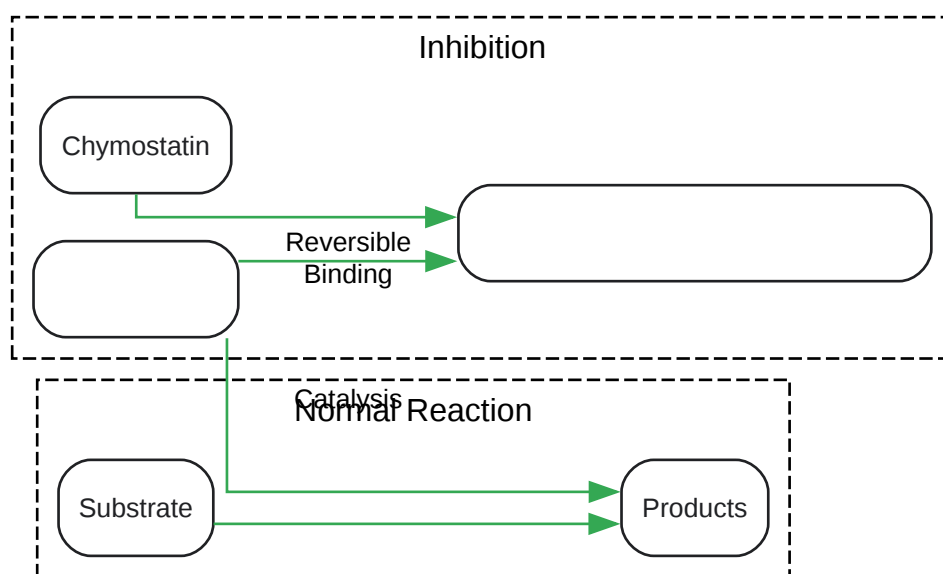 Inhibition
Chymostatin
Reversible
Binding
Catalysis
Normal Reaction
Substrate
Products